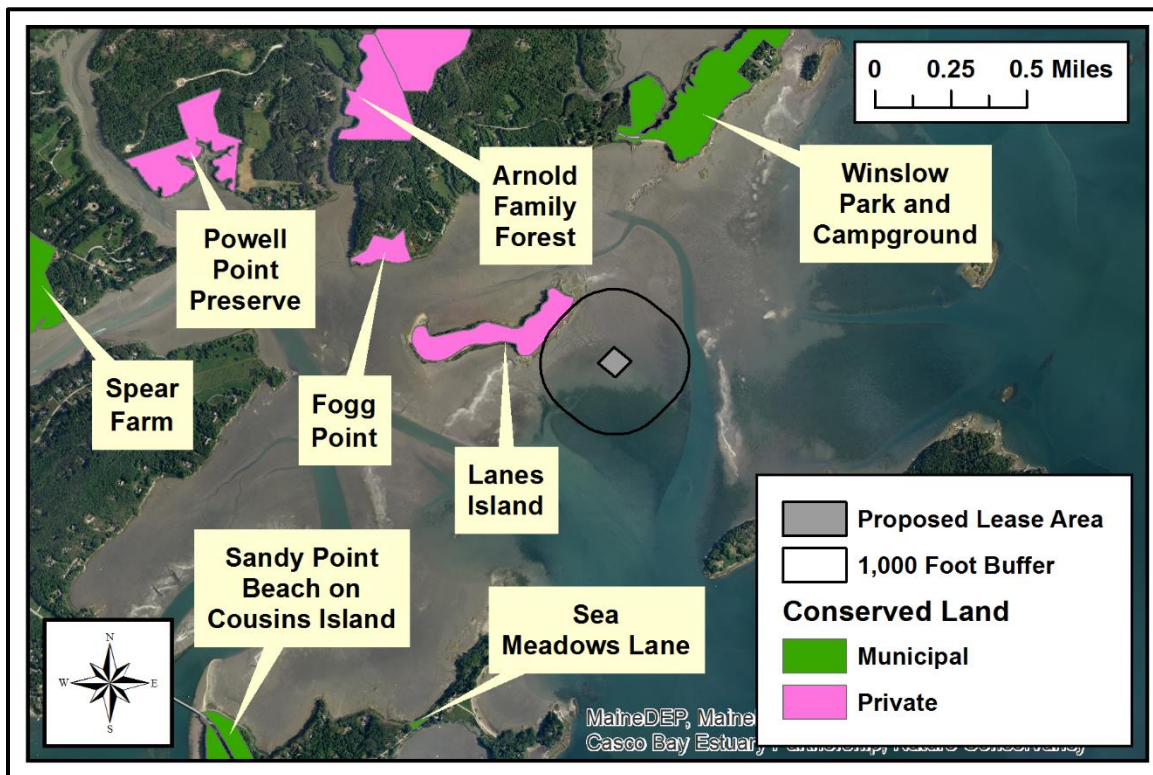 0 0.25 0.5 Miles
Arnold
Family
Forest
Winslow
Park and
Campground
Powell
Point
Preserve
Spear
Farm
Fogg
Point
Lanes
Island
Sandy Point
Beach on
Cousins Island
Sea
Meadows Lane
N
W E
S
Proposed Lease Area
1,000 Foot Buffer
Conserved Land
Municipal
Private
MaineDEP,
Casco Bay Estuary